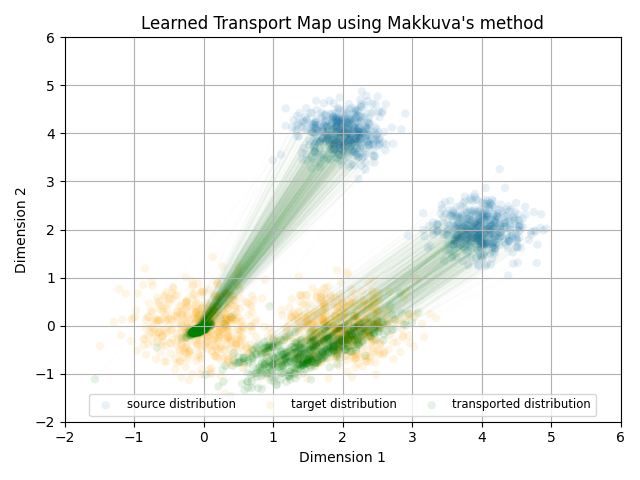 Learned Transport Map using Makkuva's method
6
5
4
3
2
1
0
−1
−2
Dimension 2
source distribution target distribution transported distribution
−2 −1 0 1 2 3 4 5 6
Dimension 1